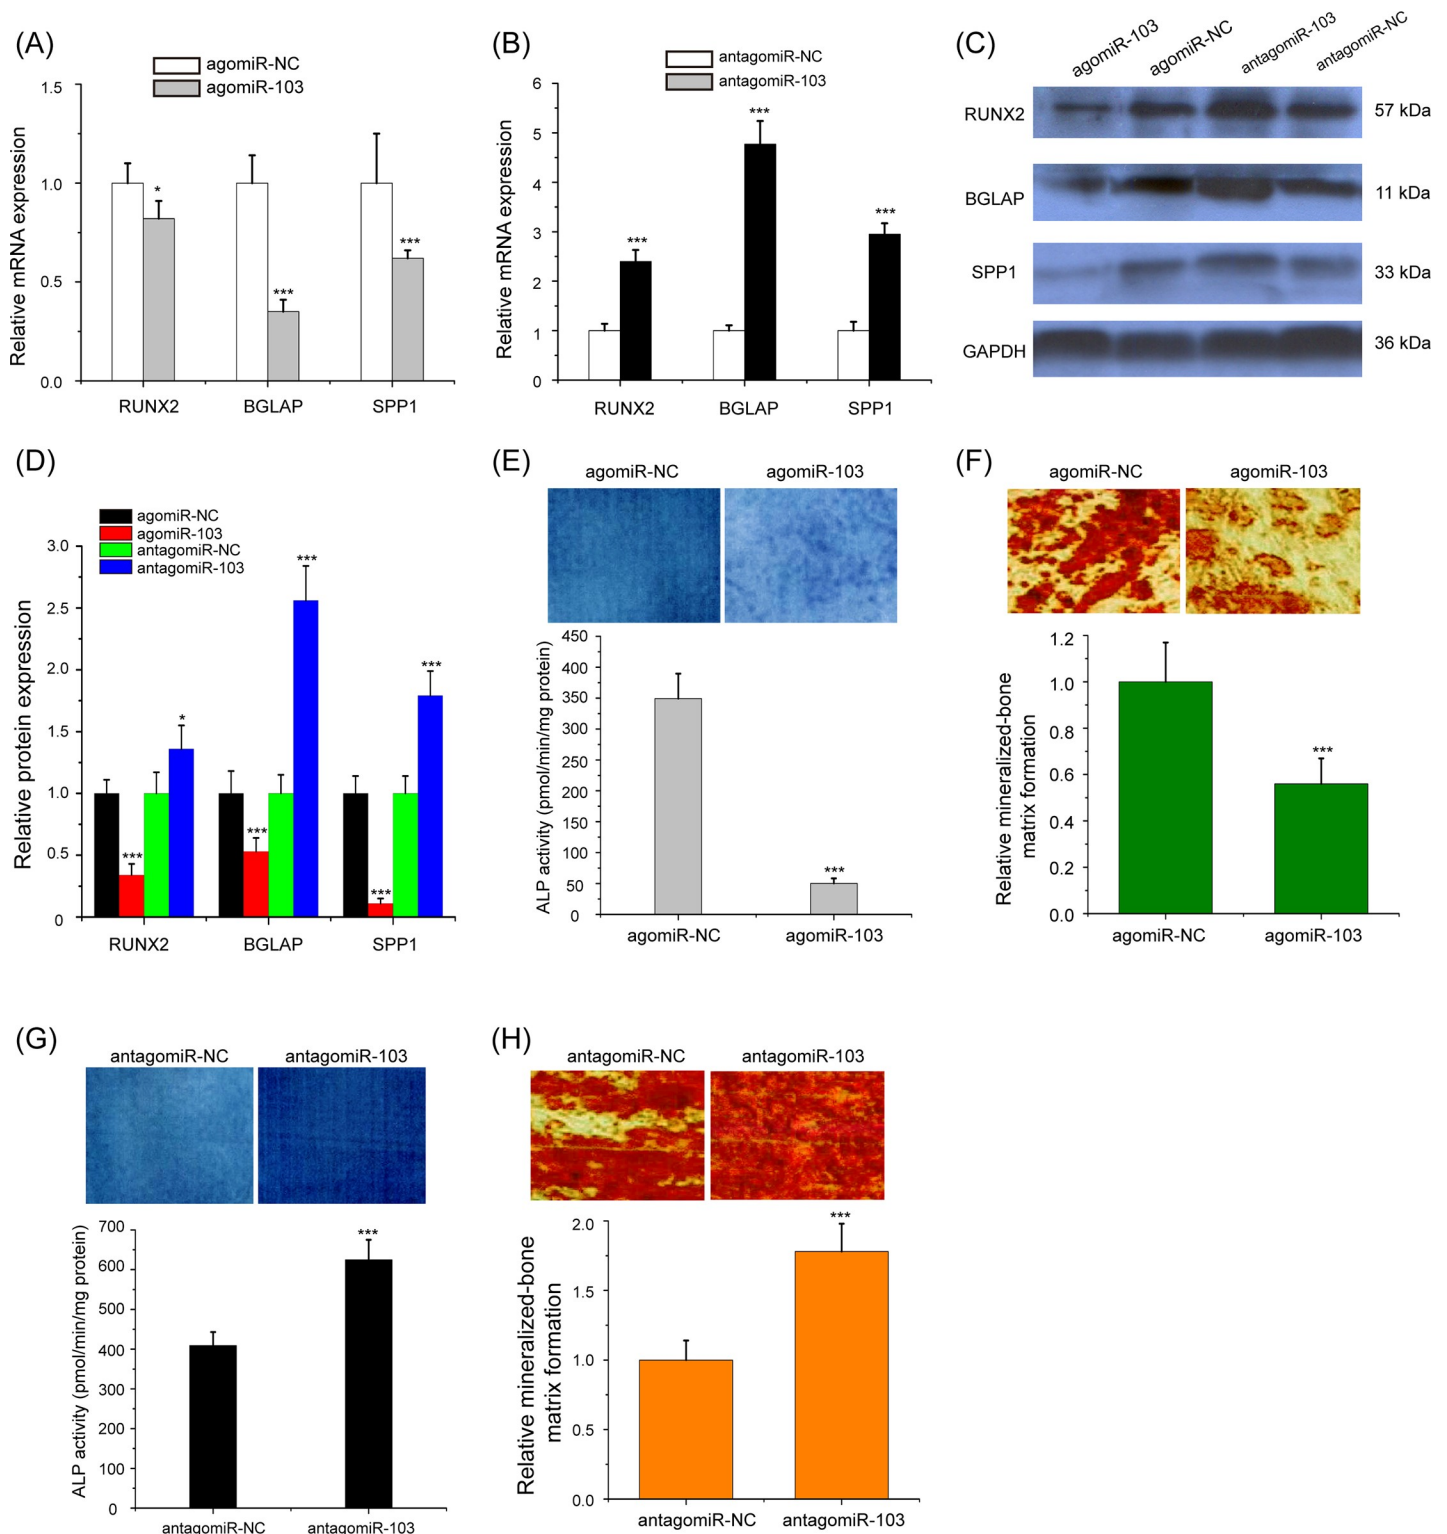 (A)
agomiR-NC
agomiR-103
Relative mRNA expression
1.5
1.0
0.5
0.0
*
***
***
RUNX2
BGLAP
SPP1
(B)
antagomiR-NC
antagomiR-103
Relative mRNA expression
6
5
4
3
2
1
0
***
***
***
RUNX2
BGLAP
SPP1
(C)
agomiR-103
agomiR-NC
antagomiR-103
antagomiR-NC
RUNX2
57 kDa
BGLAP
11 kDa
SPP1
33 kDa
GAPDH
36 kDa
(D)
agomiR-NC
agomiR-103
antagomiR-NC
antagomiR-103
Relative protein expression
3.0
2.5
2.0
1.5
1.0
0.5
0
***
*
***
***
***
***
RUNX2
BGLAP
SPP1
(E)
agomiR-NC
agomiR-103
ALP activity (pmol/min/mg protein)
450
400
350
300
250
200
150
100
50
0
***
agomiR-NC
agomiR-103
(F)
agomiR-NC
agomiR-103
Relative mineralized-bone
matrix formation
1.2
1.0
0.8
0.6
0.4
0.2
0.0
***
agomiR-NC
agomiR-103
(G)
antagomiR-NC
antagomiR-103
ALP activity (pmol/min/mg protein)
700
600
500
400
300
200
100
0
***
antagomiR-NC
antagomiR-103
(H)
antagomiR-NC
antagomiR-103
Relative mineralized-bone
matrix formation
2.0
1.5
1.0
0.5
0.0
***
antagomiR-NC
antagomiR-103